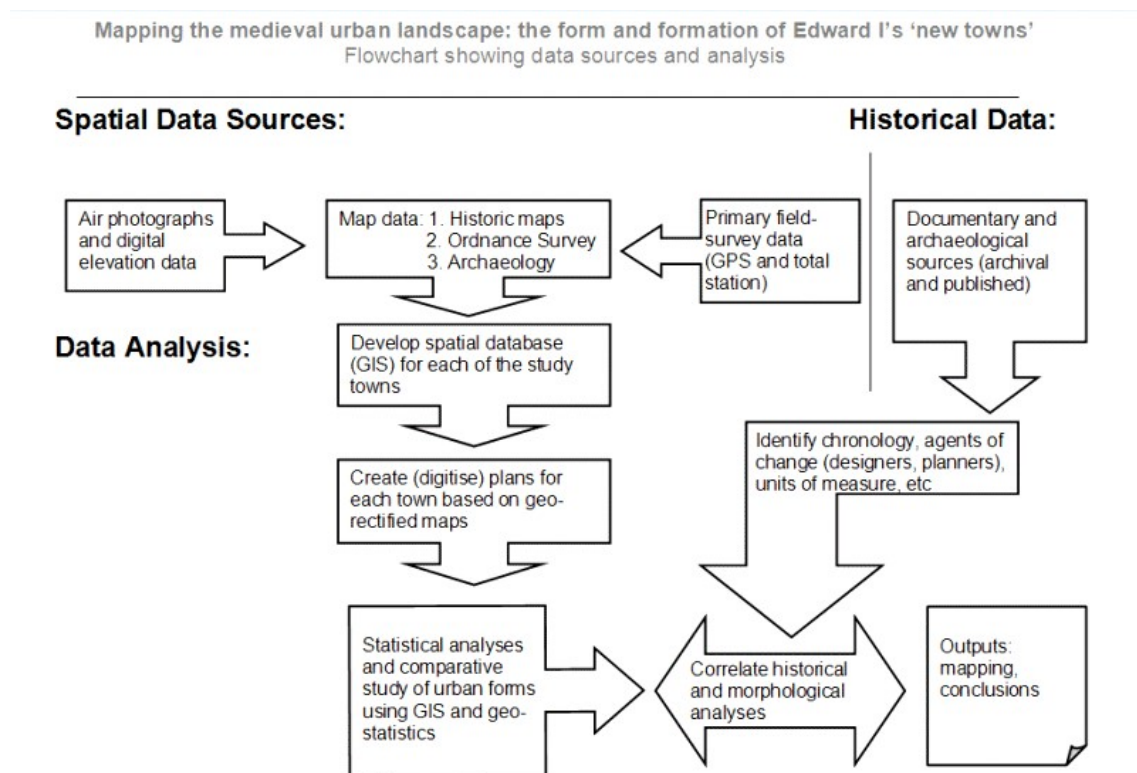 Mapping the medieval urban landscape: the form and formation of Edward I's 'new towns'
Flowchart showing data sources and analysis
Spatial Data Sources:
Historical Data:
Air photographs
and digital
elevation data
Map data: 1. Historic maps
2. Ordnance Survey
3. Archaeology
Primary field-
survey data
(GPS and total
station)
Documentary and
archaeological
sources (archival
and published)
Data Analysis:
Develop spatial database
(GIS) for each of the study
towns
Identify chronology, agents of
change (designers, planners),
units of measure, etc
Create (digitise) plans for
each town based on geo-
rectified maps
Statistical analyses
and comparative
study of urban forms
using GIS and geo-
statistics
Correlate historical
and morphological
analyses
Outputs:
mapping,
conclusions